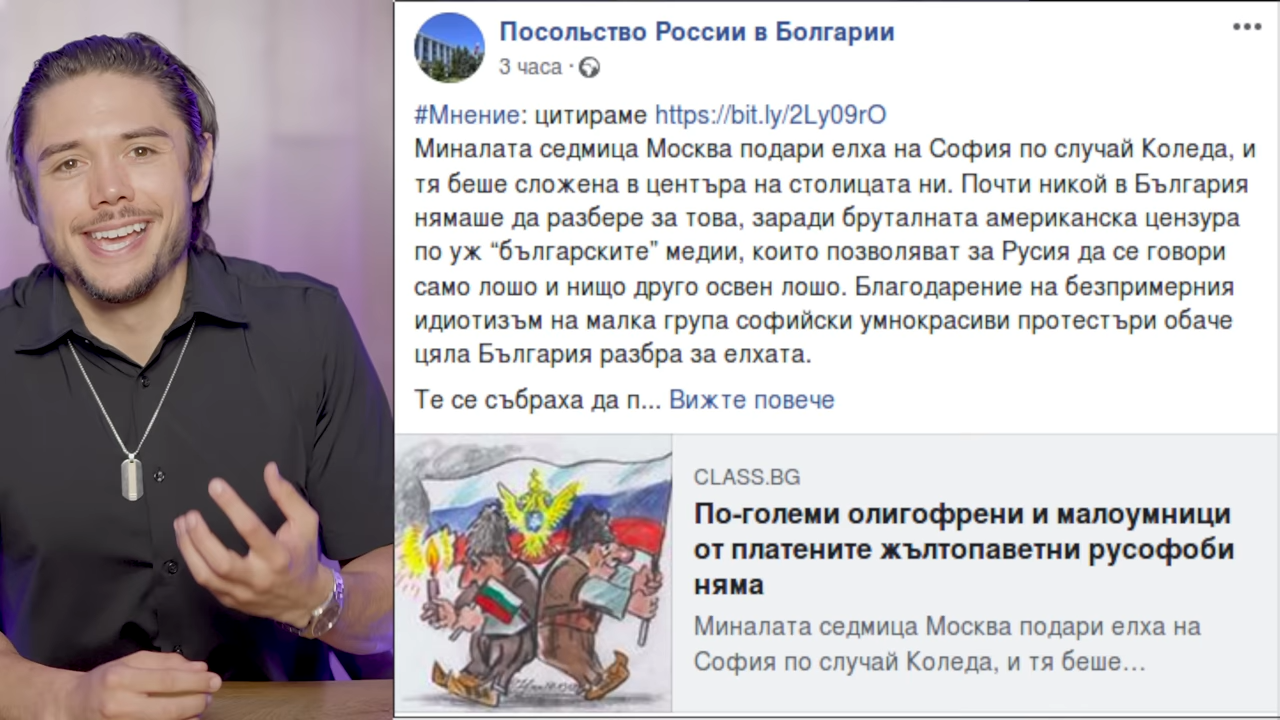 Посольство России в Болгарии
3 часа ·
#Мнение: цитираме https://bit.ly/2Ly09rO
Миналата седмица Москва подари елха на София по случай Коледа, и
тя беше сложена в центъра на столицата ни. Почти никой в България
нямаше да разбере за това, заради бруталната американска цензура
по уж “българските” медии, които позволяват за Русия да се говори
само лошо и нищо друго освен лошо. Благодарение на безпримерния
идиотизъм на малка група софийски умнокрасиви протестъри обаче
цяла България разбра за елхата.
Те се събраха да п... Вижте повече
CLASS.BG
По-големи олигофрени и малоумници
от платените жълтопаветни русофоби
няма
Миналата седмица Москва подари елха на
София по случай Коледа, и тя беше...